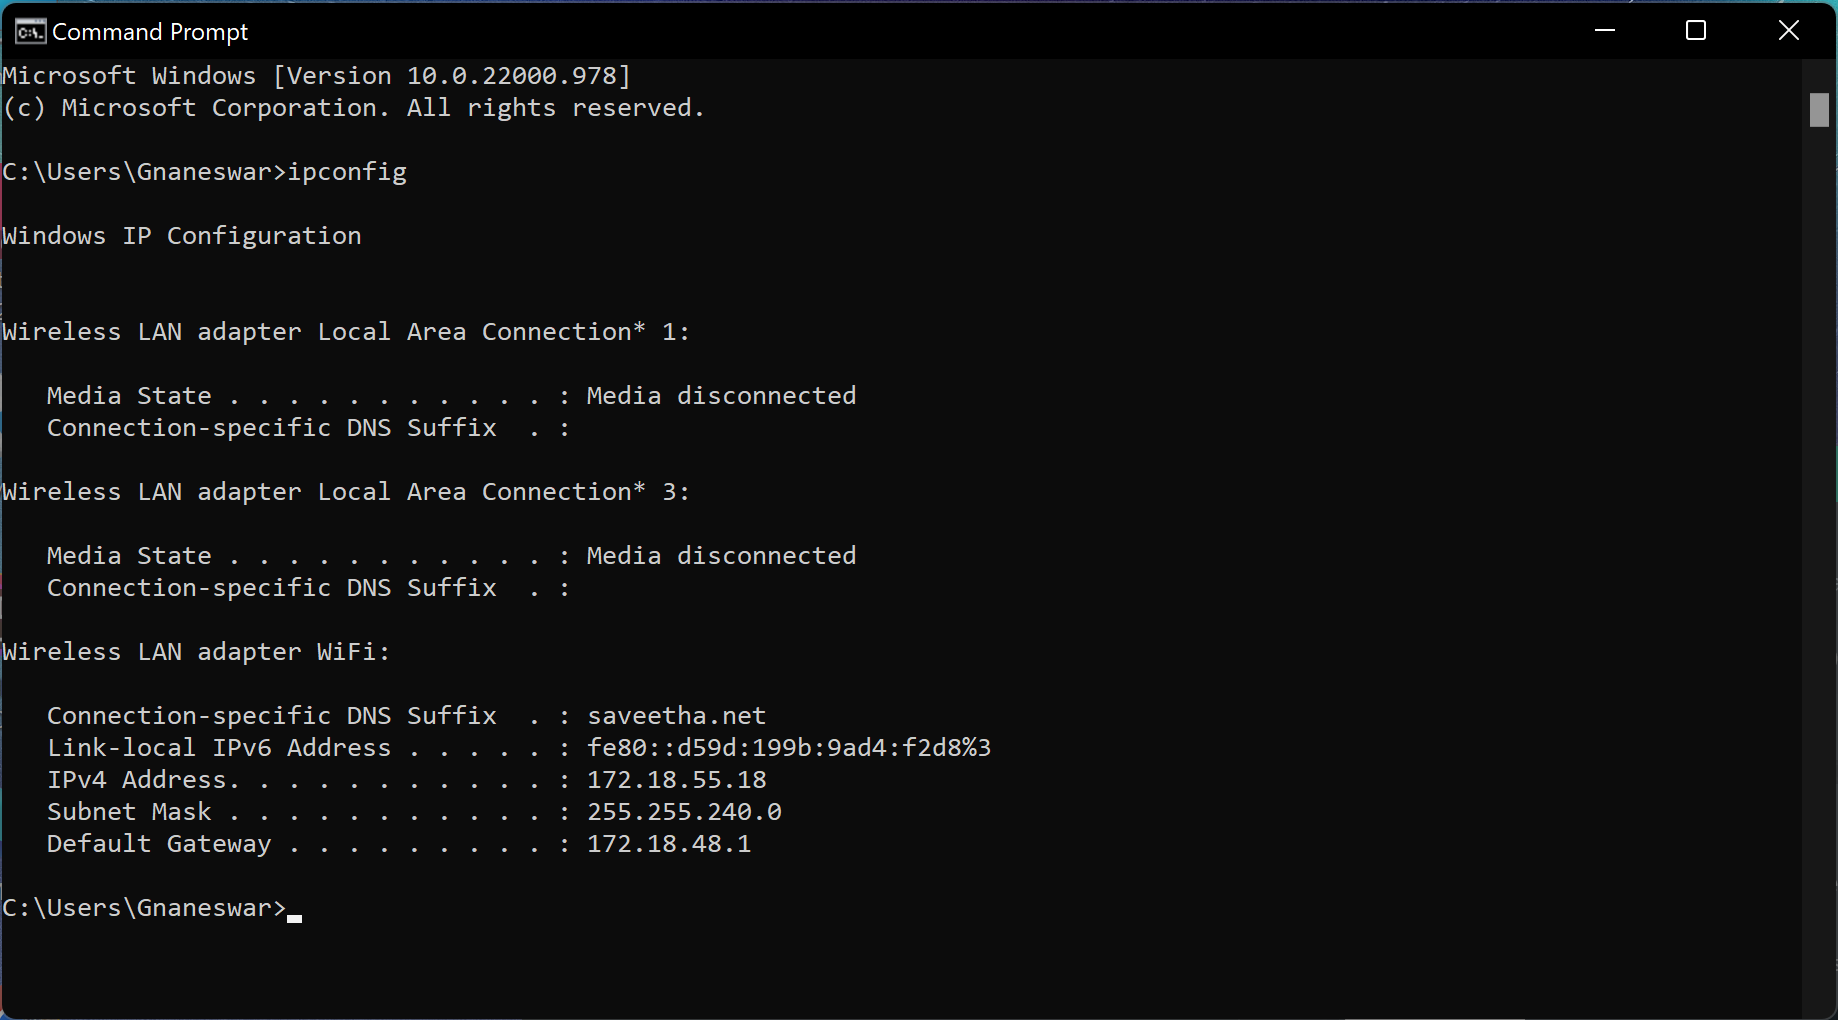 Command Prompt
Microsoft Windows [Version 10.0.22000.978]
(c) Microsoft Corporation. All rights reserved.
C:\Users\Gnaneswar>ipconfig
Windows IP Configuration
Wireless LAN adapter Local Area Connection* 1:
Media State . . . . . . . . . . . : Media disconnected
Connection-specific DNS Suffix  . :
Wireless LAN adapter Local Area Connection* 3:
Media State . . . . . . . . . . . : Media disconnected
Connection-specific DNS Suffix  . :
Wireless LAN adapter WiFi:
Connection-specific DNS Suffix  . : saveetha.net
Link-local IPv6 Address . . . . . : fe80::d59d:199b:9ad4:f2d8%3
IPv4 Address. . . . . . . . . . . : 172.18.55.18
Subnet Mask . . . . . . . . . . . : 255.255.240.0
Default Gateway . . . . . . . . . : 172.18.48.1
C:\Users\Gnaneswar>